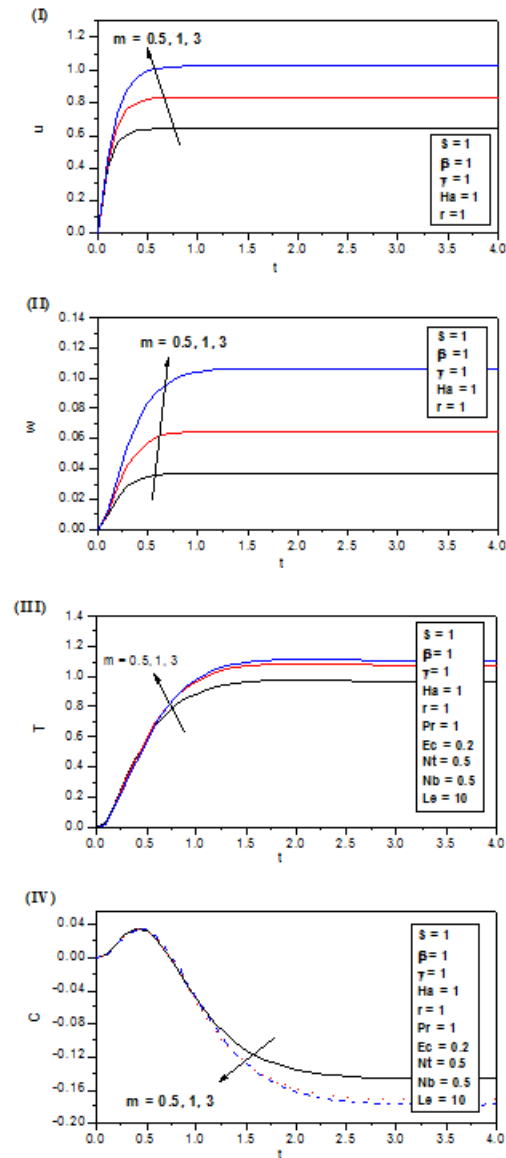 (I)
1.2
1.0
0.8
0.6
0.4
0.2
0.0
u
m = 0.5, 1, 3
S = 1
β = 1
γ = 1
Ha = 1
r = 1
0.0 0.5 1.0 1.5 2.0 2.5 3.0 3.5 4.0
t
(II)
0.14
0.12
0.10
0.08
0.06
0.04
0.02
0.00
w
m = 0.5, 1, 3
S = 1
β = 1
γ = 1
Ha = 1
r = 1
0.0 0.5 1.0 1.5 2.0 2.5 3.0 3.5 4.0
t
(III)
1.4
1.2
1.0
0.8
0.6
0.4
0.2
0.0
T
m = 0.5, 1, 3
S = 1
β = 1
γ = 1
Ha = 1
r = 1
Pr = 1
Ec = 0.2
Nt = 0.5
Nb = 0.5
Le = 10
0.0 0.5 1.0 1.5 2.0 2.5 3.0 3.5 4.0
t
(IV)
0.04
0.00
-0.04
-0.08
-0.12
-0.16
-0.20
C
m = 0.5, 1, 3
S = 1
β = 1
γ = 1
Ha = 1
r = 1
Pr = 1
Ec = 0.2
Nt = 0.5
Nb = 0.5
Le = 10
0.0 0.5 1.0 1.5 2.0 2.5 3.0 3.5 4.0
t